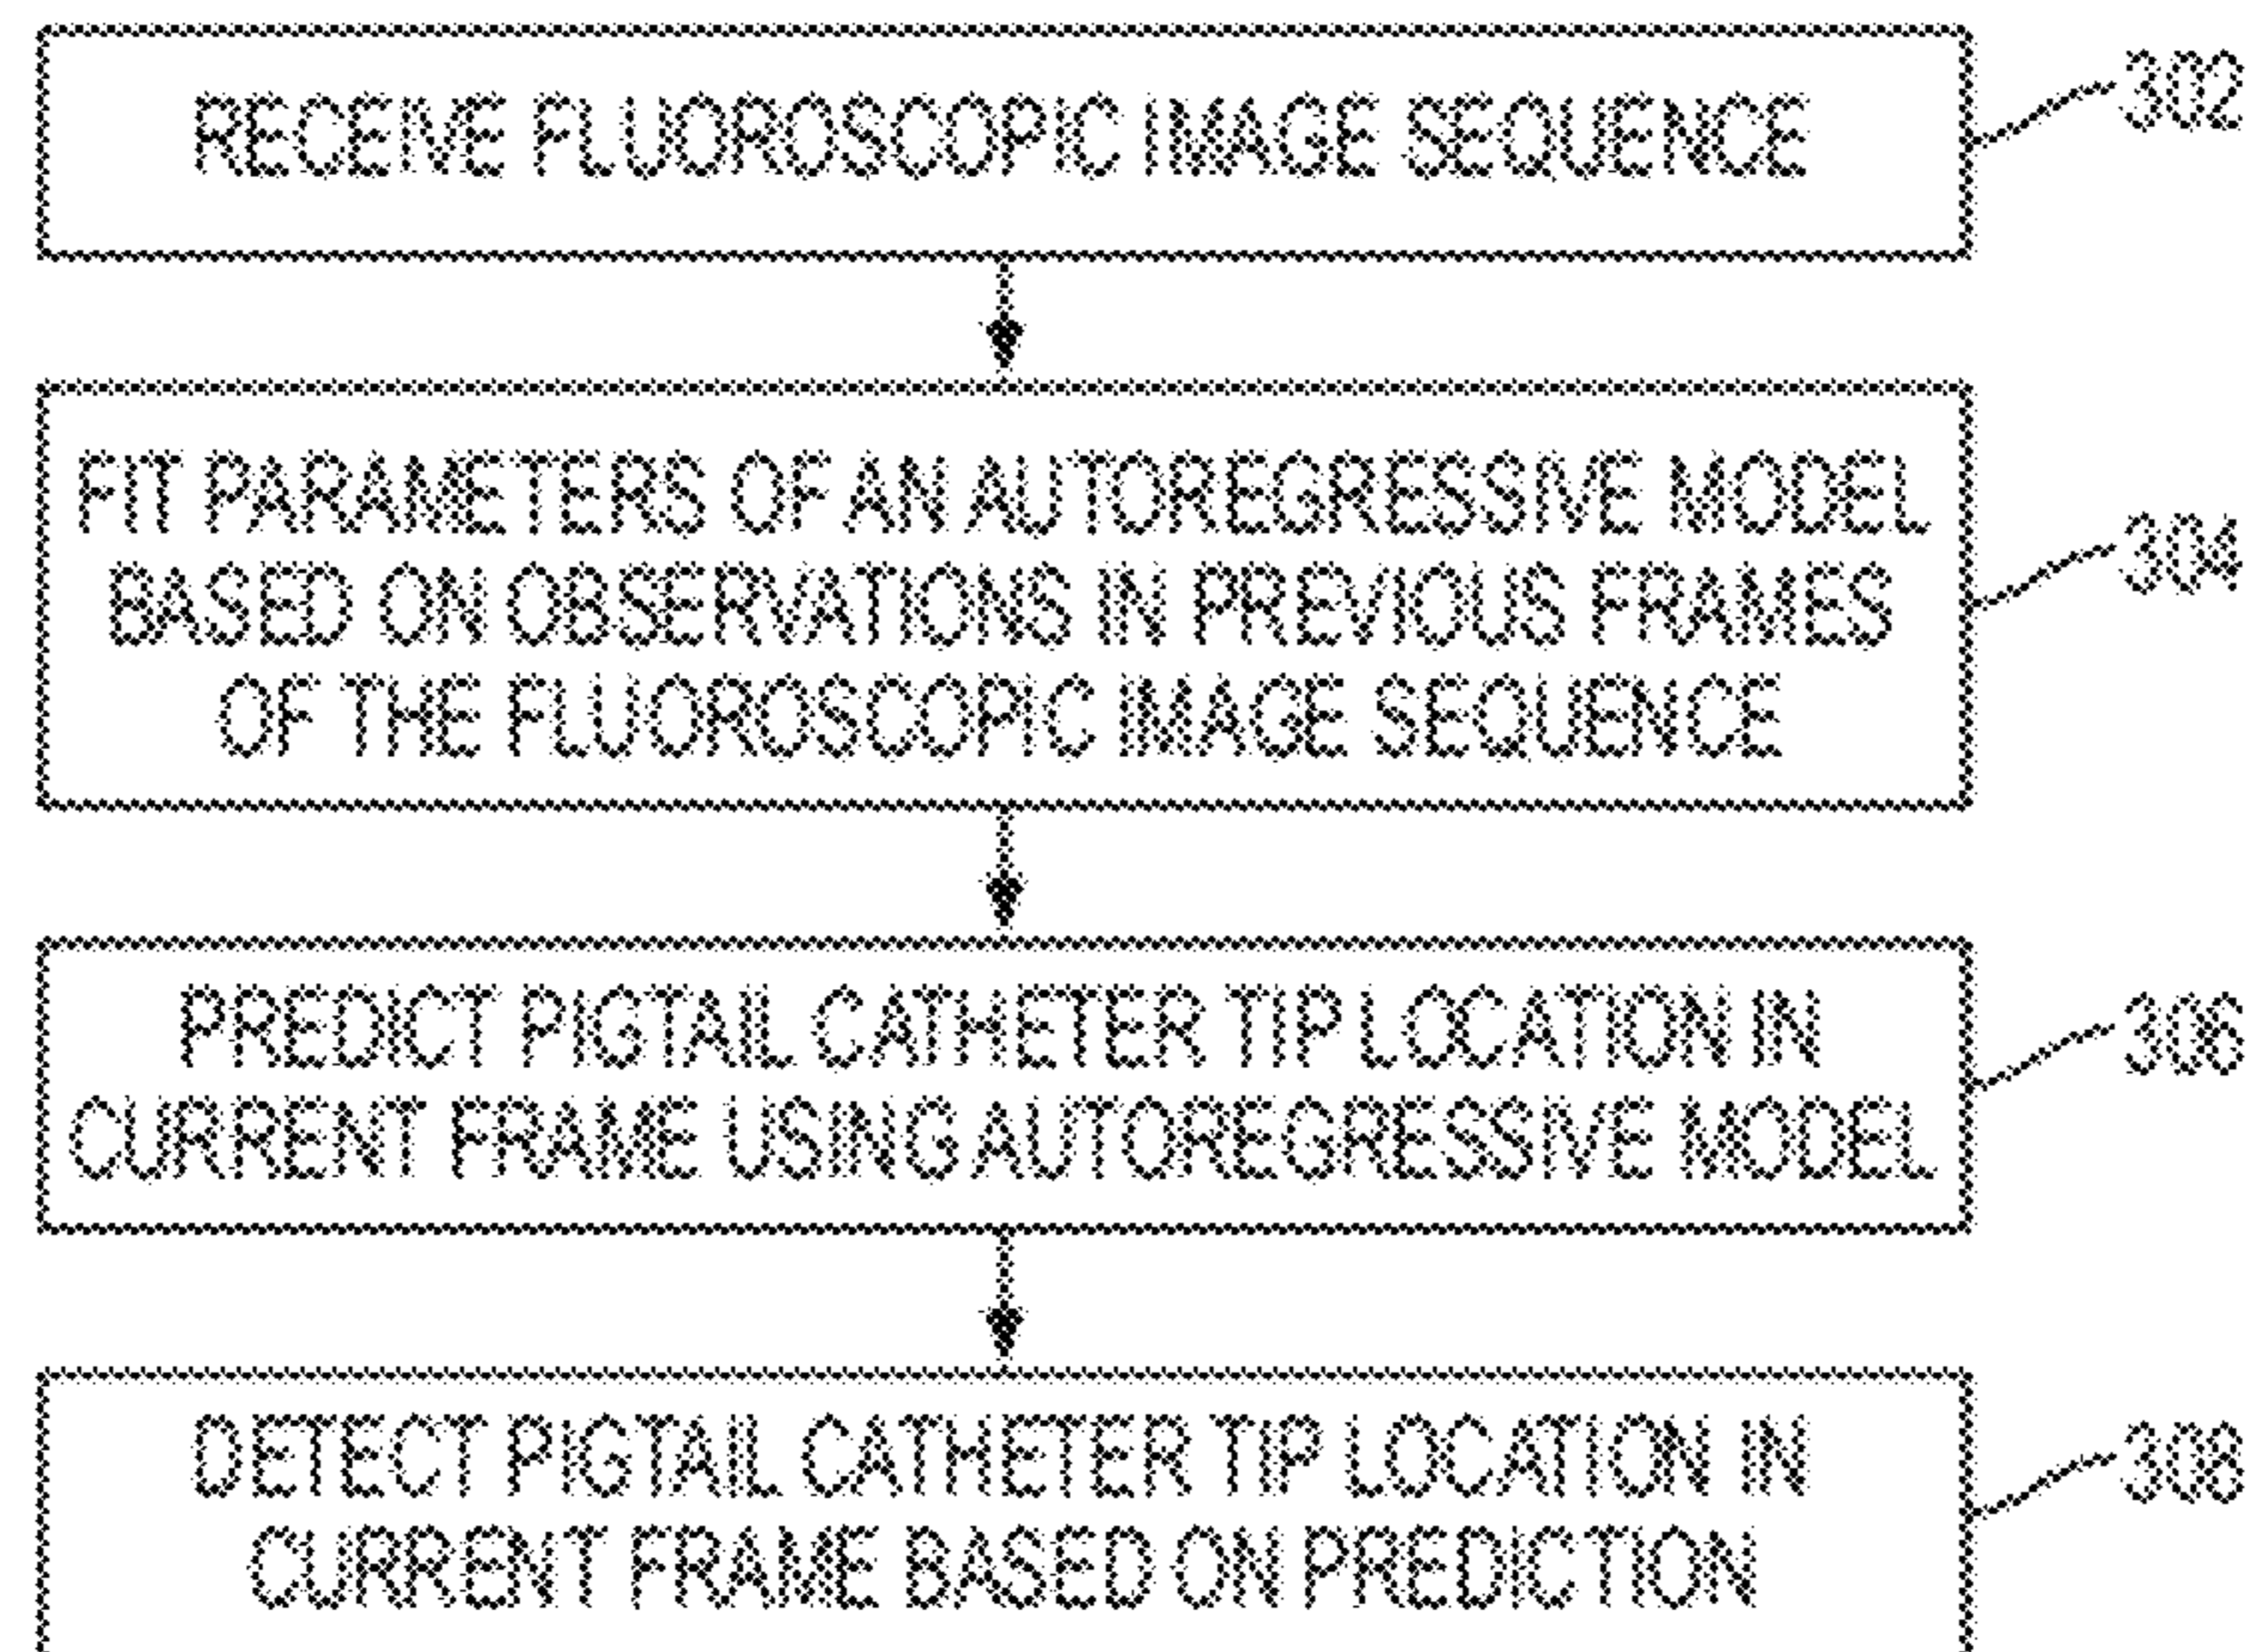 RECEIVE FLUOROSCOPIC IMAGE SEQUENCE
302
FIT PARAMETERS OF AN AUTOREGRESSIVE MODEL
BASED ON OBSERVATIONS IN PREVIOUS FRAMES
OF THE FLUOROSCOPIC IMAGE SEQUENCE
304
PREDICT PIGTAIL CATHETER TIP LOCATION IN
CURRENT FRAME USING AUTOREGRESSIVE MODEL
306
DETECT PIGTAIL CATHETER TIP LOCATION IN
CURRENT FRAME BASED ON PREDICTION
308